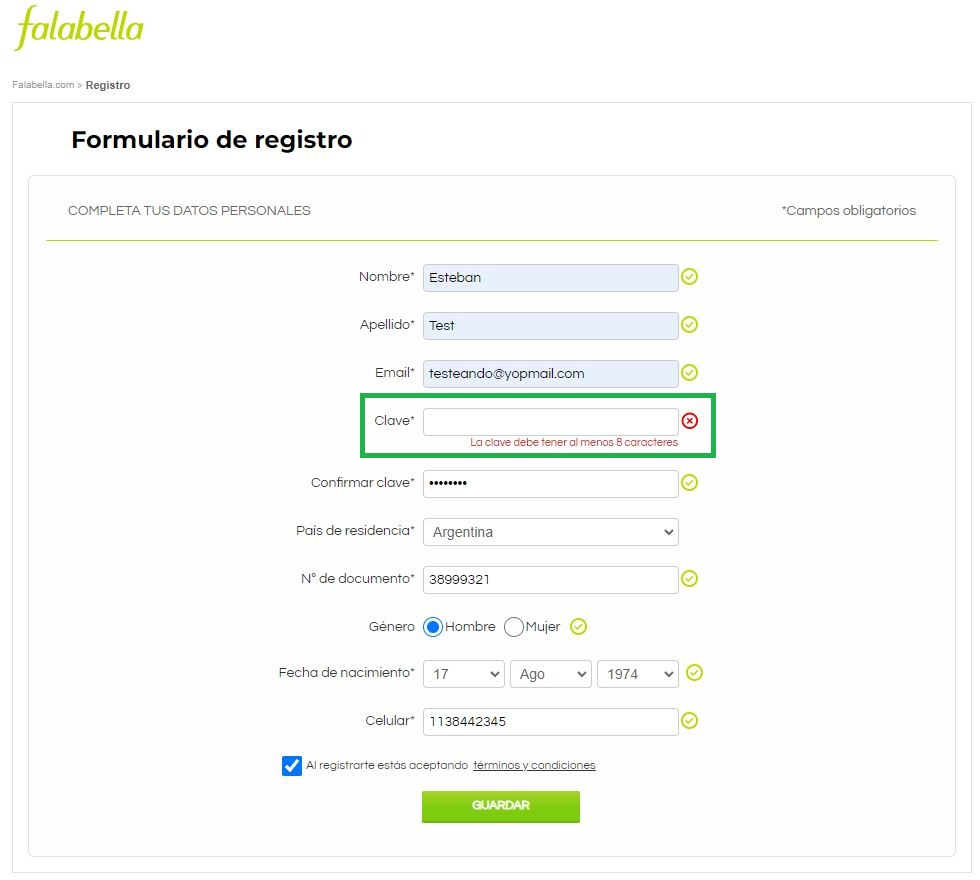 falabella
Falabella.com > Registro
Formulario de registro
COMPLETA TUS DATOS PERSONALES *Campos obligatorios
Nombre* Esteban
Apellido* Test
Email* testeando@yopmail.com
Clave*
La clave debe tener al menos 8 caracteres
Confirmar clave* ••••••••
País de residencia* Argentina
N° de documento* 38999321
Género Hombre Mujer
Fecha de nacimiento* 17 Ago 1974
Celular* 1138442345
Al registrarte estás aceptando términos y condiciones
GUARDAR